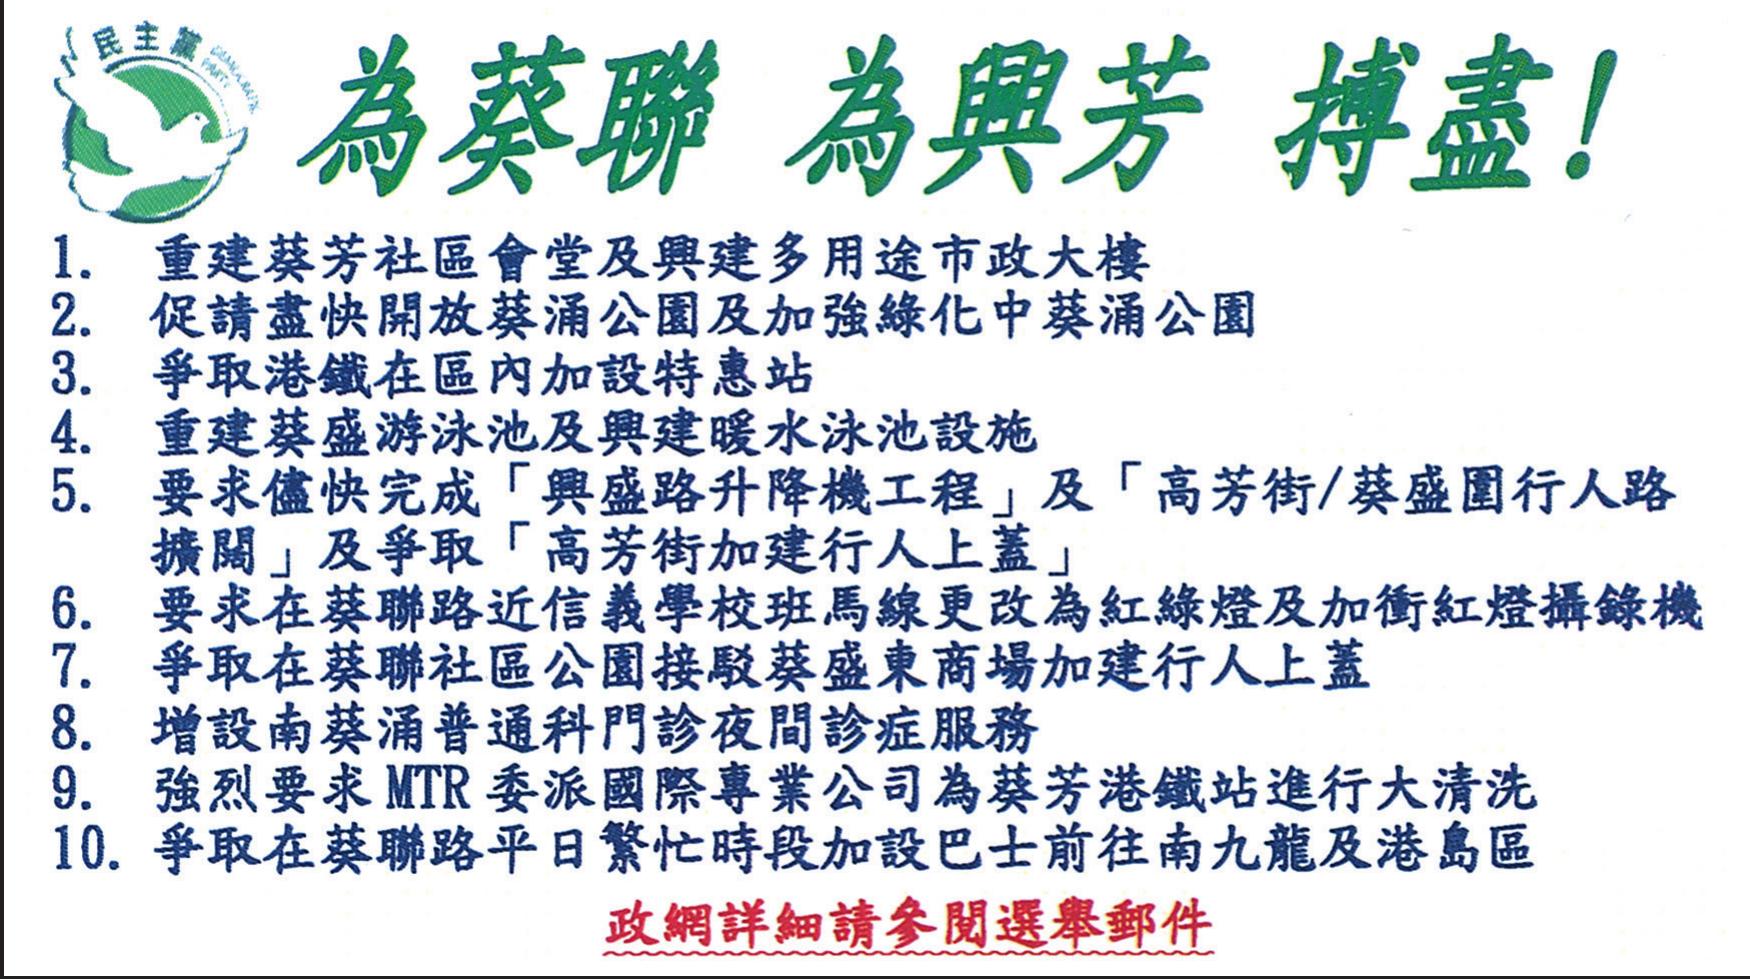 民主黨 DEMOCRATIC PARTY
為葵聯 為興芳 搏盡！
1. 重建葵芳社區會堂及興建多用途市政大樓
2. 促請盡快開放葵涌公園及加強綠化中葵涌公園
3. 爭取港鐵在區內加設特惠站
4. 重建葵盛游泳池及興建暖水泳池設施
5. 要求儘快完成「興盛路升降機工程」及「高芳街/葵盛圍行人路
擴闊」及爭取「高芳街加建行人上蓋」
6. 要求在葵聯路近信義學校班馬線更改為紅綠燈及加衝紅燈攝錄機
7. 爭取在葵聯社區公園接駁葵盛東商場加建行人上蓋
8. 增設南葵涌普通科門診夜間診症服務
9. 強烈要求 MTR 委派國際專業公司為葵芳港鐵站進行大清洗
10. 爭取在葵聯路平日繁忙時段加設巴士前往南九龍及港島區
政網詳細請參閱選舉郵件